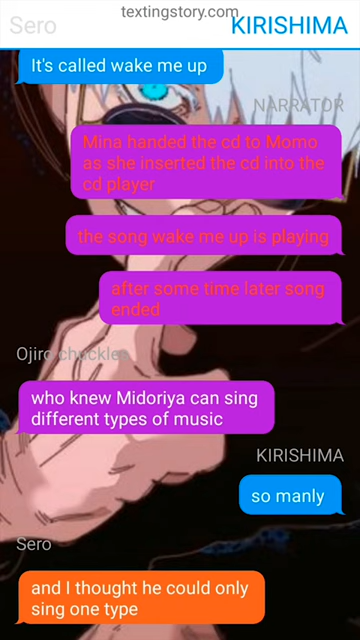 textingstory.com
Sero
KIRISHIMA
It's called wake me up
NARRATOR
Mina handed the cd to Momo
as she inserted the cd into the
cd player
the song wake me up is playing
after some time later song
ended
Ojiro chuckles
who knew Midoriya can sing
different types of music
KIRISHIMA
so manly
Sero
and I thought he could only
sing one type